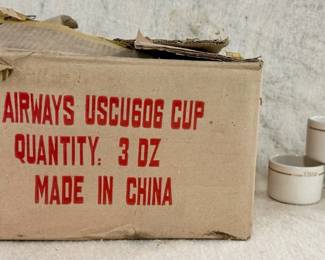 AIRWAYS USCU606 CUP
QUANTITY: 3 DZ
MADE IN CHINA